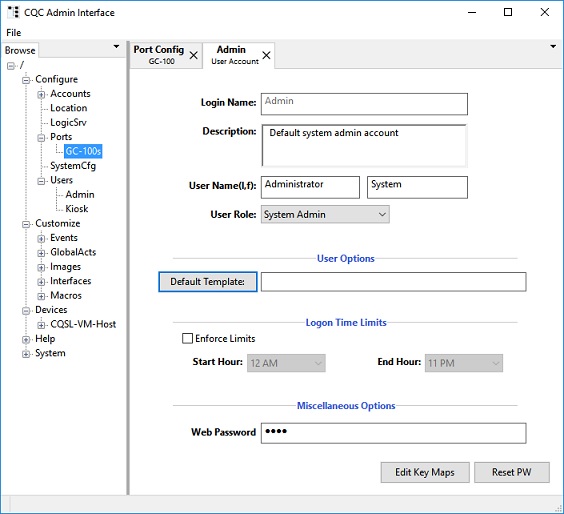 CQC Admin Interface
File
Browse
/
Configure
Accounts
Location
LogicSrv
Ports
GC-100s
SystemCfg
Users
Admin
Kiosk
Customize
Events
GlobalActs
Images
Interfaces
Macros
Devices
CQSL-VM-Host
Help
System
Port Config
GC-100
Admin
User Account
Login Name: Admin
Description: Default system admin account
User Name(l,f): Administrator System
User Role: System Admin
User Options
Default Template:
Logon Time Limits
Enforce Limits
Start Hour: 12 AM End Hour: 11 PM
Miscellaneous Options
Web Password ••••
Edit Key Maps Reset PW